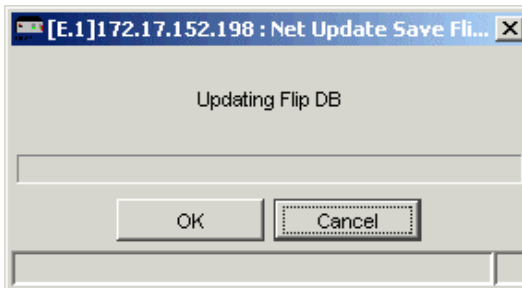 [E.1]172.17.152.198 : Net Update Save Fli...
Updating Flip DB
OK
Cancel